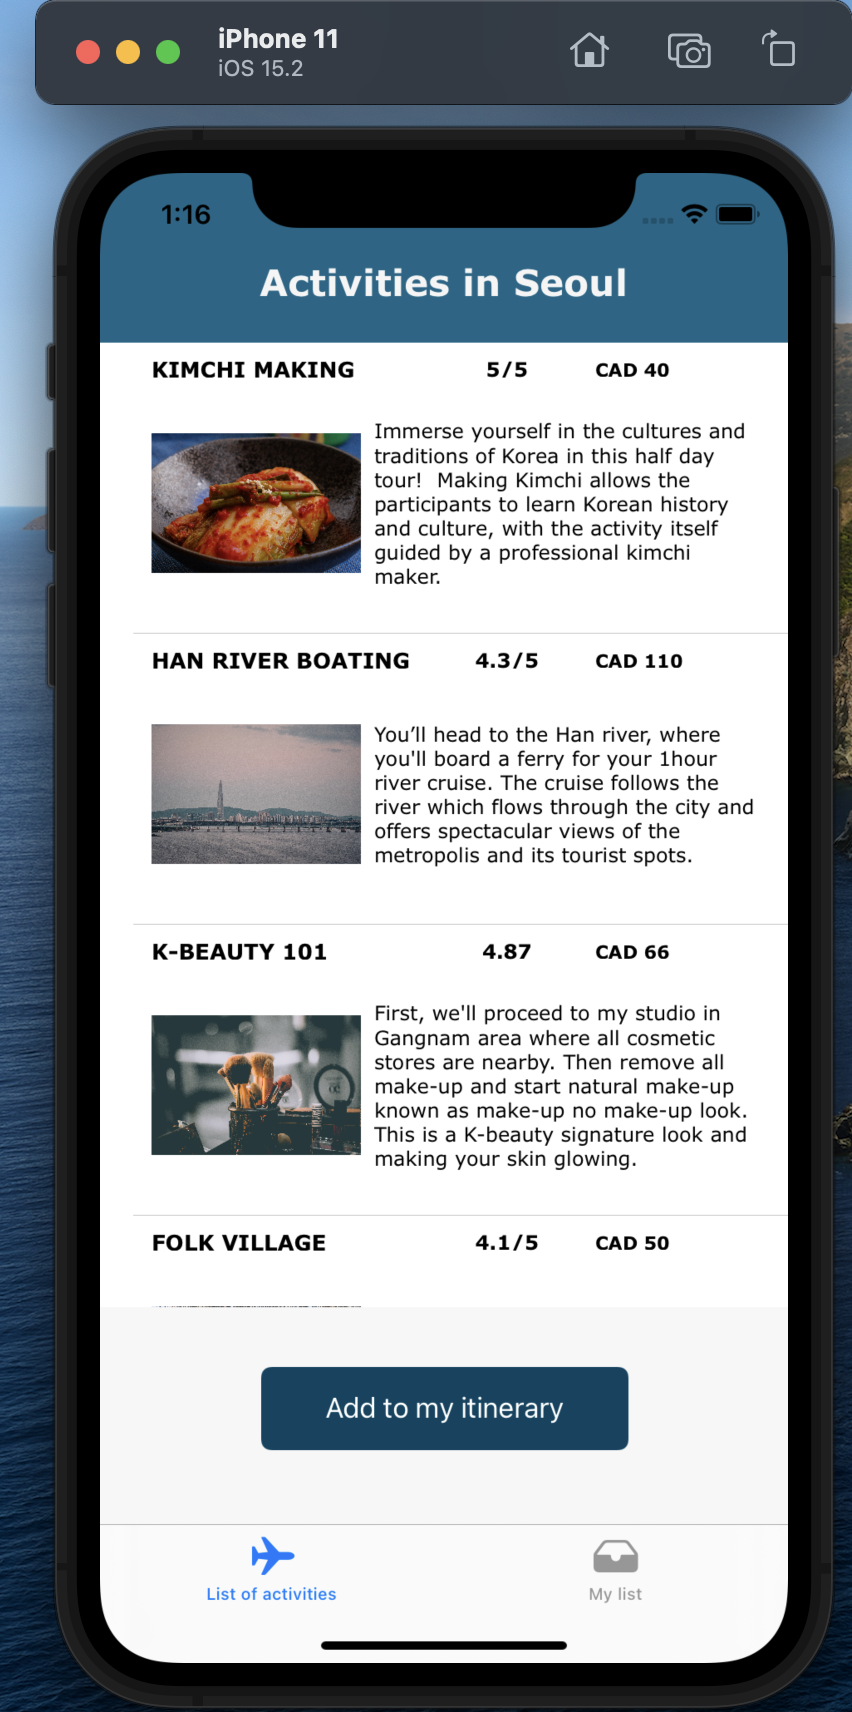 iPhone 11
iOS 15.2
1:16
Activities in Seoul
KIMCHI MAKING 5/5 CAD 40
Immerse yourself in the cultures and
traditions of Korea in this half day
tour!  Making Kimchi allows the
participants to learn Korean history
and culture, with the activity itself
guided by a professional kimchi
maker.
HAN RIVER BOATING 4.3/5 CAD 110
You’ll head to the Han river, where
you'll board a ferry for your 1hour
river cruise. The cruise follows the
river which flows through the city and
offers spectacular views of the
metropolis and its tourist spots.
K-BEAUTY 101 4.87 CAD 66
First, we'll proceed to my studio in
Gangnam area where all cosmetic
stores are nearby. Then remove all
make-up and start natural make-up
known as make-up no make-up look.
This is a K-beauty signature look and
making your skin glowing.
FOLK VILLAGE 4.1/5 CAD 50
Add to my itinerary
List of activities
My list